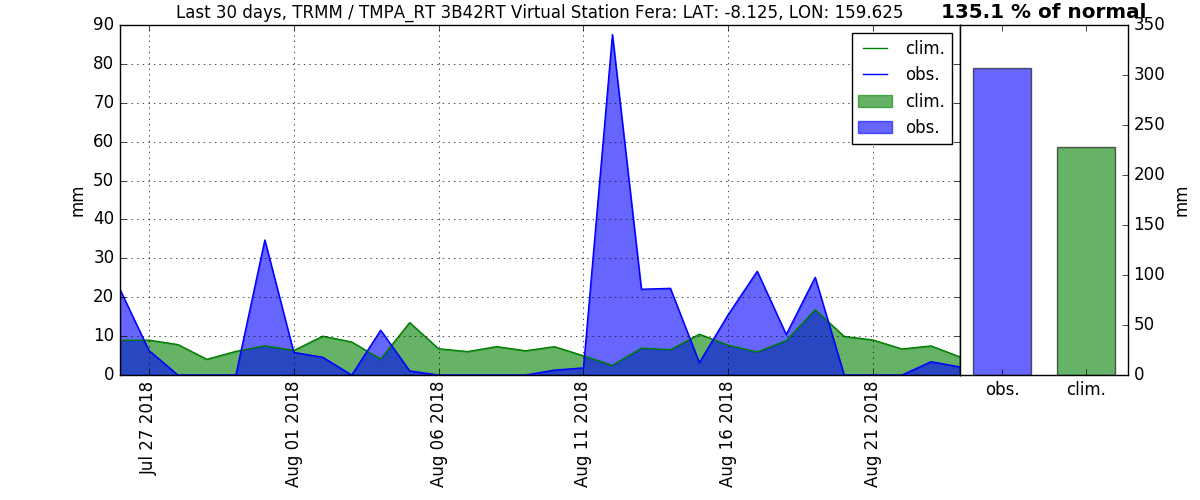 Last 30 days, TRMM / TMPA_RT 3B42RT Virtual Station Fera: LAT: -8.125, LON: 159.625
135.1 % of normal
90
80
70
60
50
40
30
20
10
0
mm
clim.
obs.
clim.
obs.
Jul 27 2018
Aug 01 2018
Aug 06 2018
Aug 11 2018
Aug 16 2018
Aug 21 2018
350
300
250
200
150
100
50
0
mm
obs.
clim.